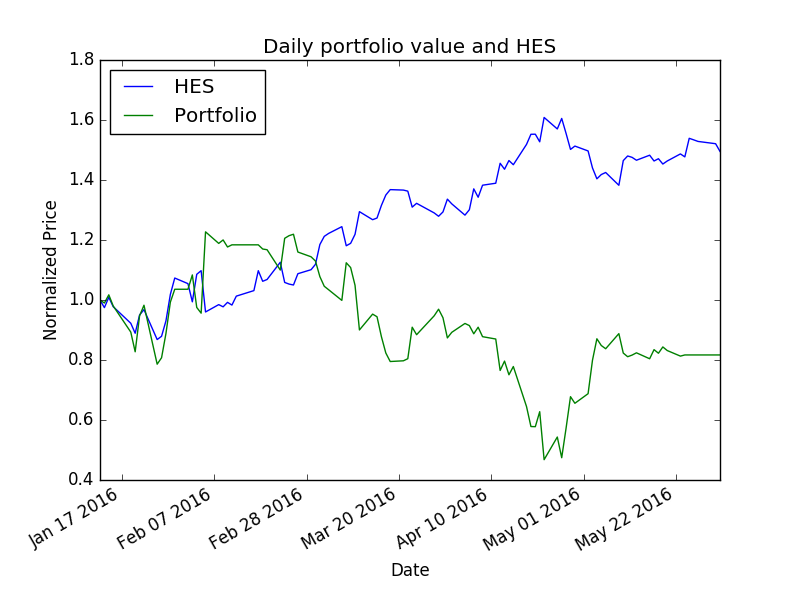 Daily portfolio value and HES
HES
Portfolio
Normalized Price
1.8
1.6
1.4
1.2
1.0
0.8
0.6
0.4
Jan 17 2016
Feb 07 2016
Feb 28 2016
Mar 20 2016
Apr 10 2016
May 01 2016
May 22 2016
Date